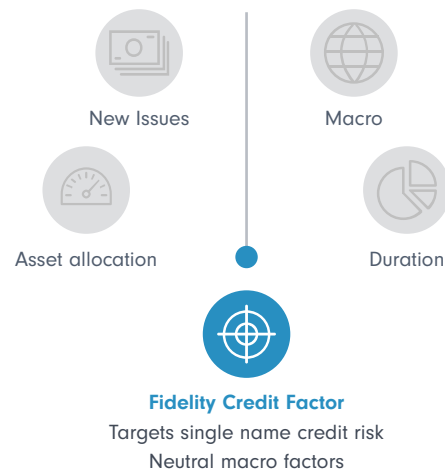 New Issues
Macro
Asset allocation
Duration
Fidelity Credit Factor
Targets single name credit risk
Neutral macro factors